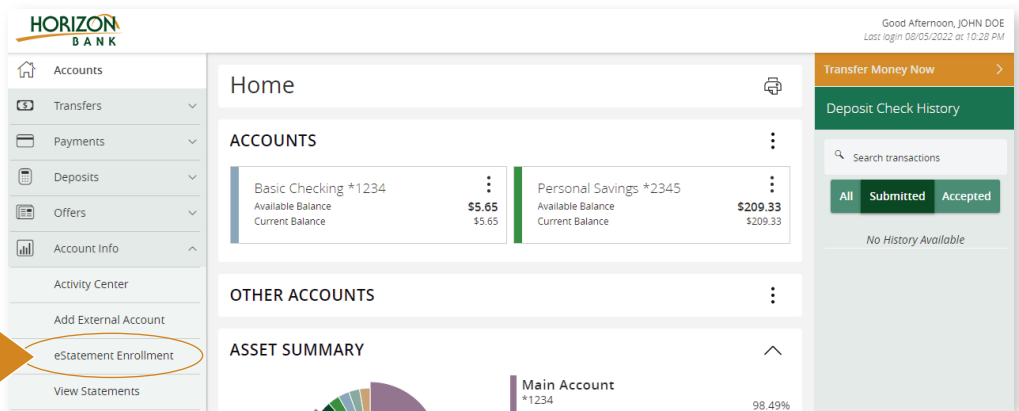 HORIZON
BANK
Good Afternoon, JOHN DOE
Last login 08/05/2022 at 10:28 PM
Accounts
Transfers
Payments
Deposits
Offers
Account Info
Activity Center
Add External Account
eStatement Enrollment
View Statements
Home
ACCOUNTS
Basic Checking *1234
Available Balance $5.65
Current Balance $5.65
Personal Savings *2345
Available Balance $209.33
Current Balance $209.33
OTHER ACCOUNTS
ASSET SUMMARY
Main Account
*1234
98.49%
Transfer Money Now
Deposit Check History
Search transactions
All Submitted Accepted
No History Available